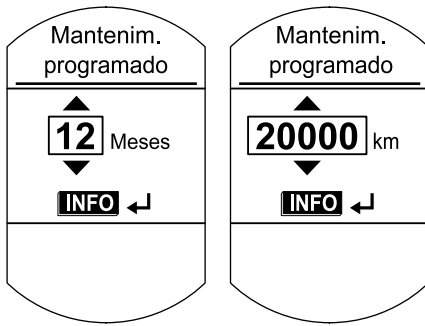 Mantenim.
programado
12 Meses
INFO
Mantenim.
programado
20000 km
INFO